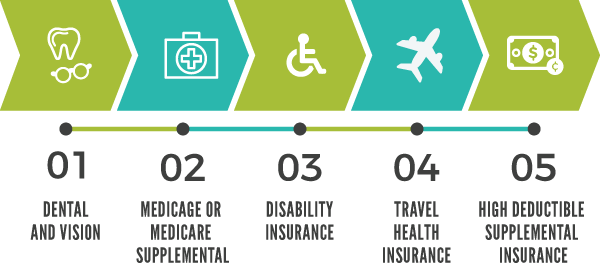 01
DENTAL
AND VISION
02
MEDICAGE OR
MEDICARE
SUPPLEMENTAL
03
DISABILITY
INSURANCE
04
TRAVEL
HEALTH
INSURANCE
05
HIGH DEDUCTIBLE
SUPPLEMENTAL
INSURANCE
$
¢